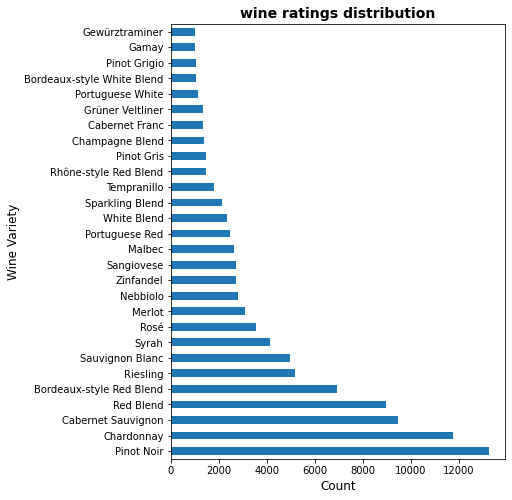 wine ratings distribution
Wine Variety
Gewürztraminer
Gamay
Pinot Grigio
Bordeaux-style White Blend
Portuguese White
Grüner Veltliner
Cabernet Franc
Champagne Blend
Pinot Gris
Rhône-style Red Blend
Tempranillo
Sparkling Blend
White Blend
Portuguese Red
Malbec
Sangiovese
Zinfandel
Nebbiolo
Merlot
Rosé
Syrah
Sauvignon Blanc
Riesling
Bordeaux-style Red Blend
Red Blend
Cabernet Sauvignon
Chardonnay
Pinot Noir
0 2000 4000 6000 8000 10000 12000
Count